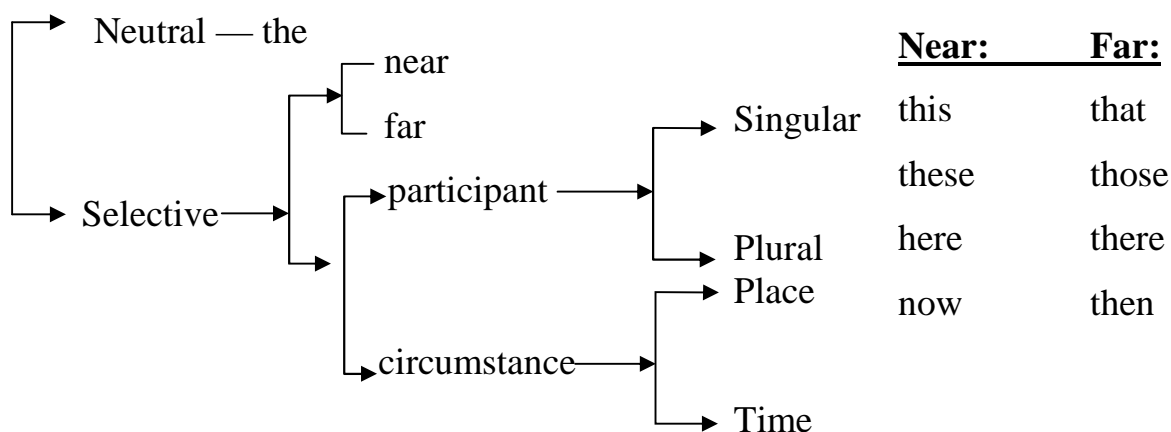 Neutral — the
near
far
Selective
participant
circumstance
Singular
Plural
Place
Time
Near: Far:
this that
these those
here there
now then